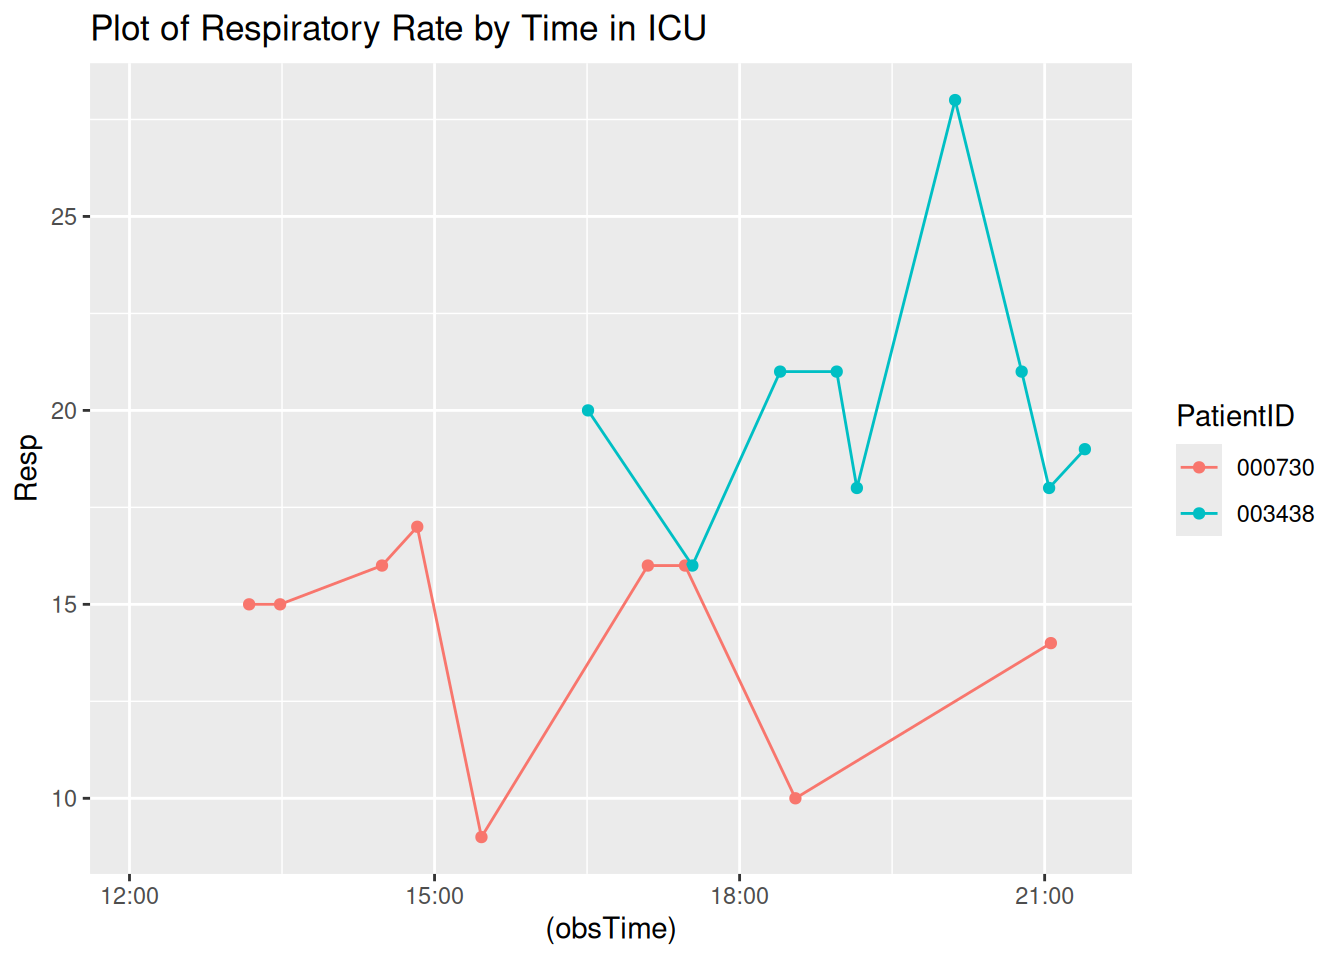 Plot of Respiratory Rate by Time in ICU
Resp
25
20
15
10
12:00 15:00 18:00 21:00
(obsTime)
PatientID
000730
003438